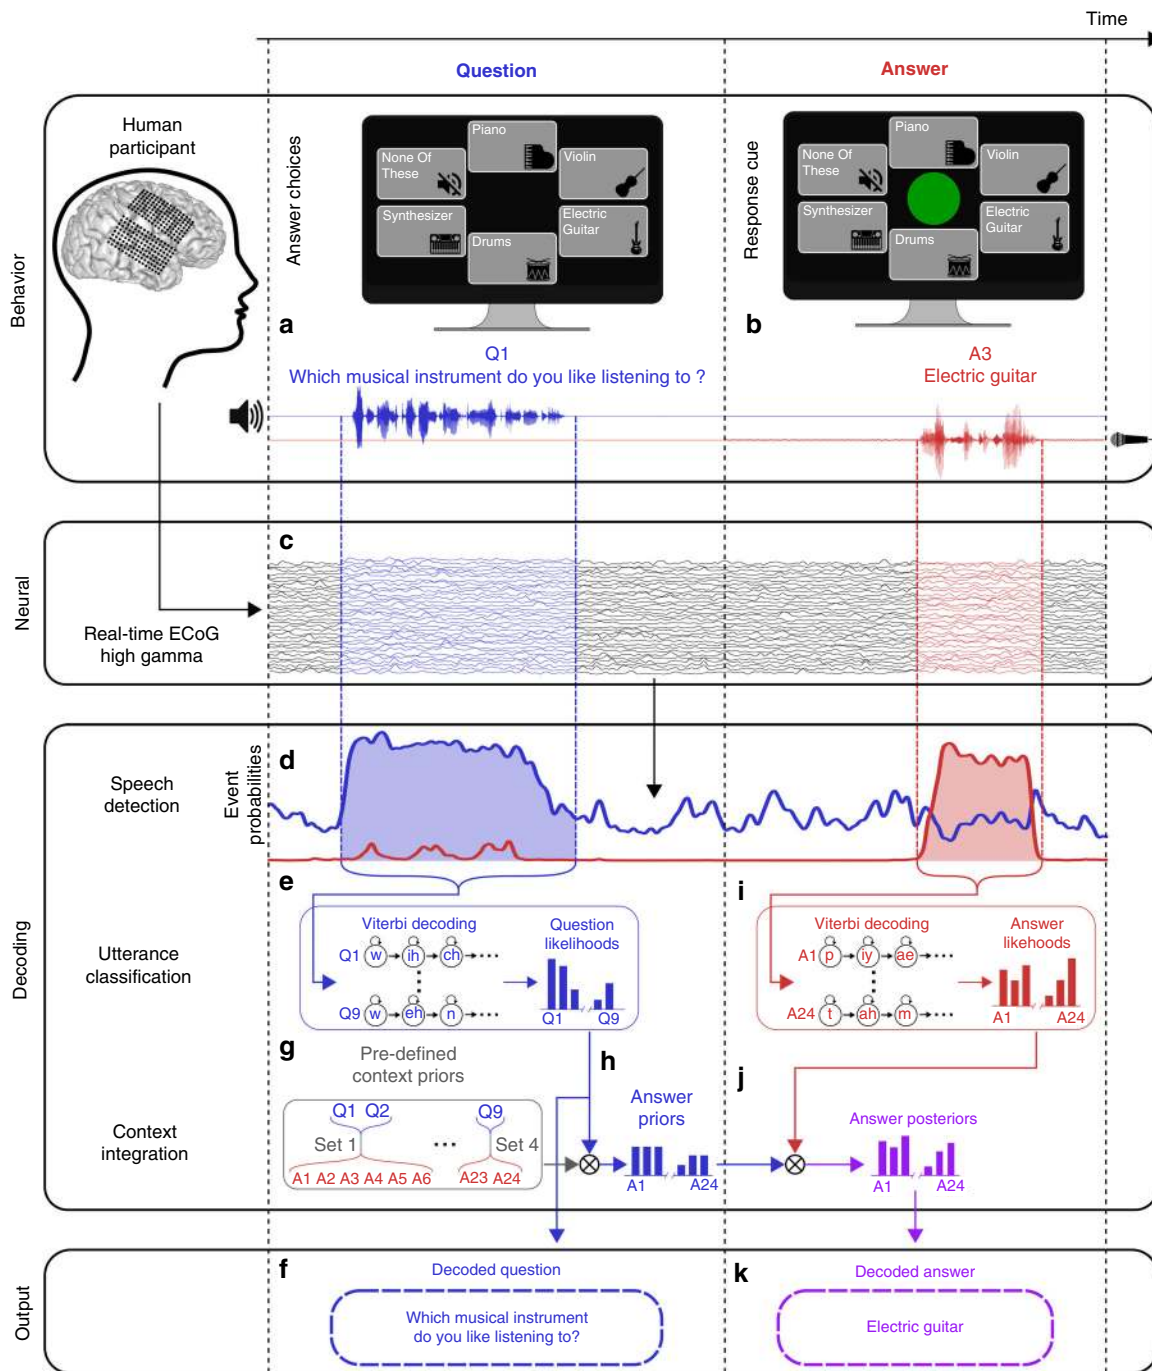 Time
Question
Answer
Behavior
Human
participant
Answer choices
Piano
None Of
These
Violin
Synthesizer
Electric
Guitar
Drums
Response cue
Piano
None Of
These
Violin
Synthesizer
Electric
Guitar
Drums
a
b
Q1
Which musical instrument do you like listening to ?
A3
Electric guitar
Neural
c
Real-time ECoG
high gamma
Decoding
d
Speech
detection
Event
probabilities
e
i
Utterance
classification
Viterbi decoding
Question
likelihoods
Q1 w ih ch
Q9 w eh n
Q1 Q9
Viterbi decoding
Answer
likehoods
A1 p iy ae
A24 t ah m
A1 A24
g
Pre-defined
context priors
h
j
Context
integration
Q1 Q2 Q9
Set 1 Set 4
A1 A2 A3 A4 A5 A6 A23 A24
Answer
priors
A1 A24
Answer posteriors
A1 A24
Output
f
Decoded question
Which musical instrument
do you like listening to?
k
Decoded answer
Electric guitar